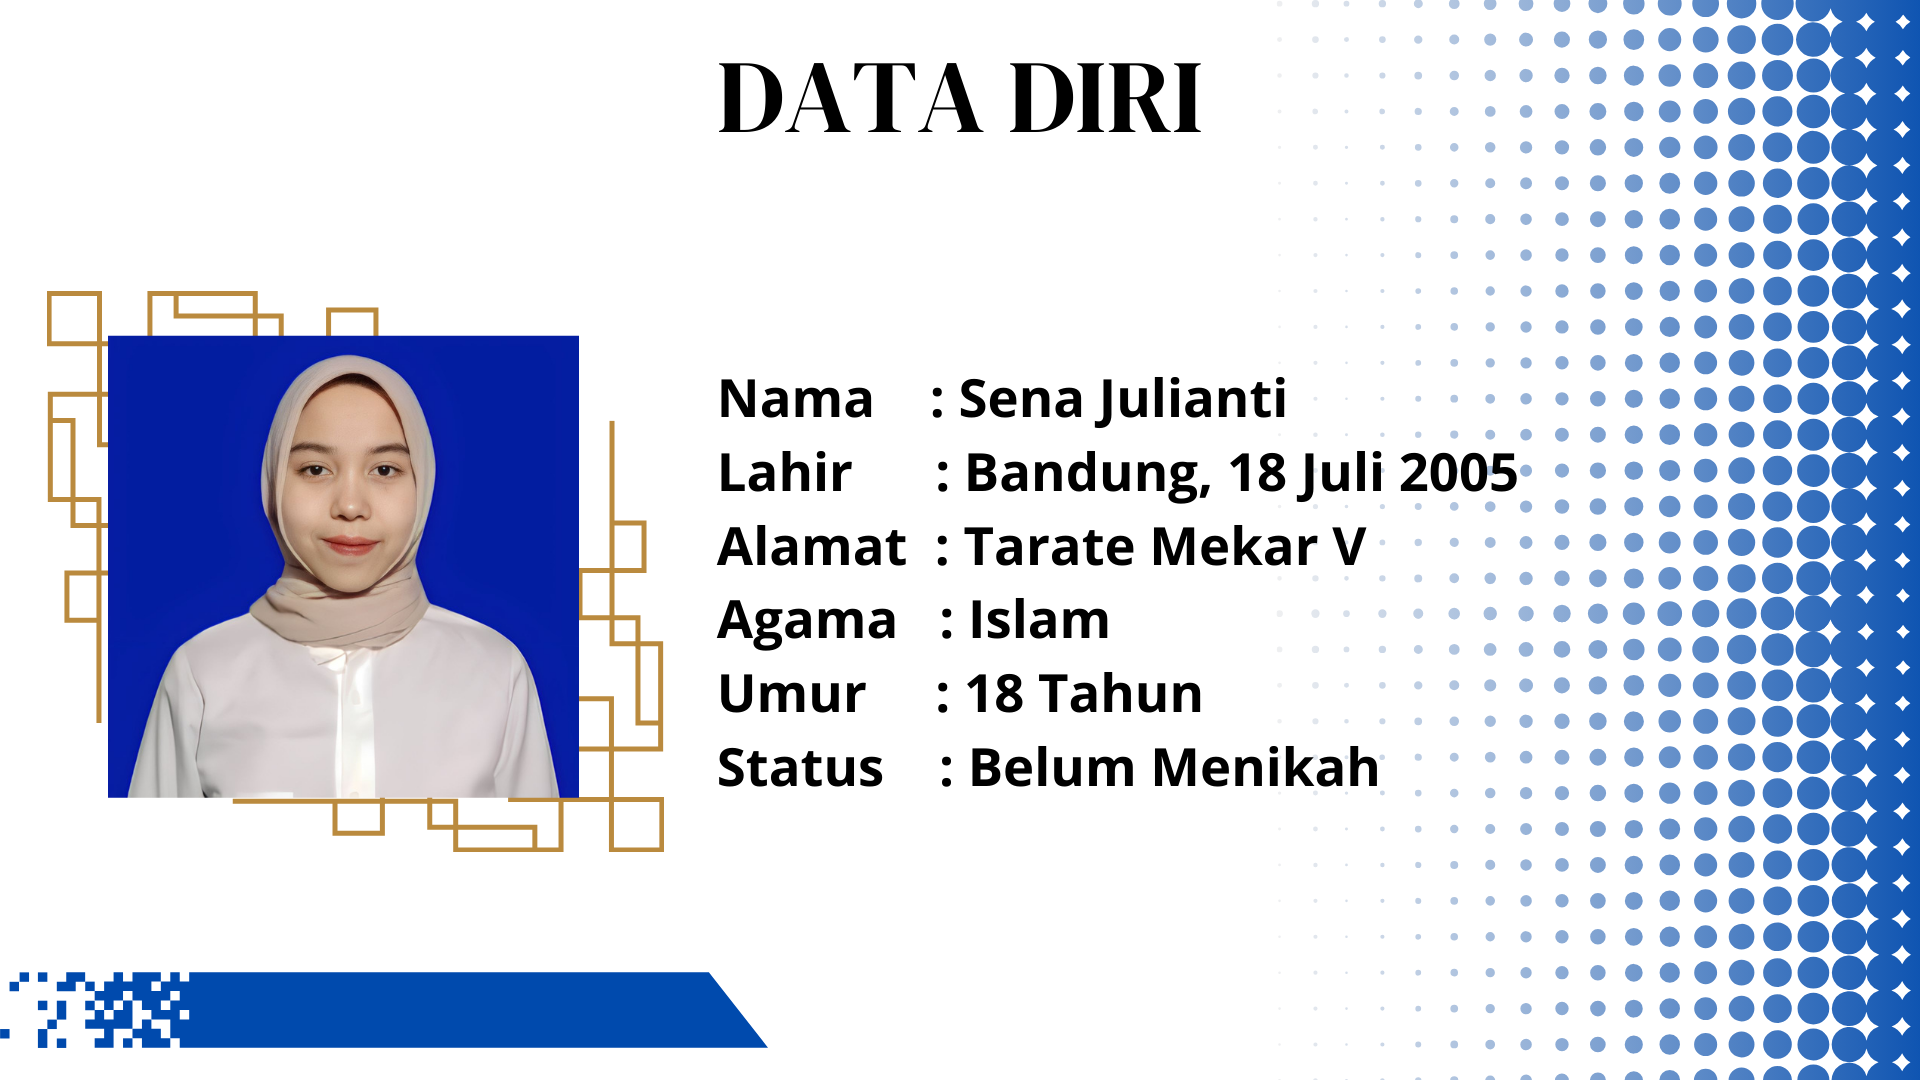 DATA DIRI
Nama : Sena Julianti
Lahir : Bandung, 18 Juli 2005
Alamat : Tarate Mekar V
Agama : Islam
Umur : 18 Tahun
Status : Belum Menikah